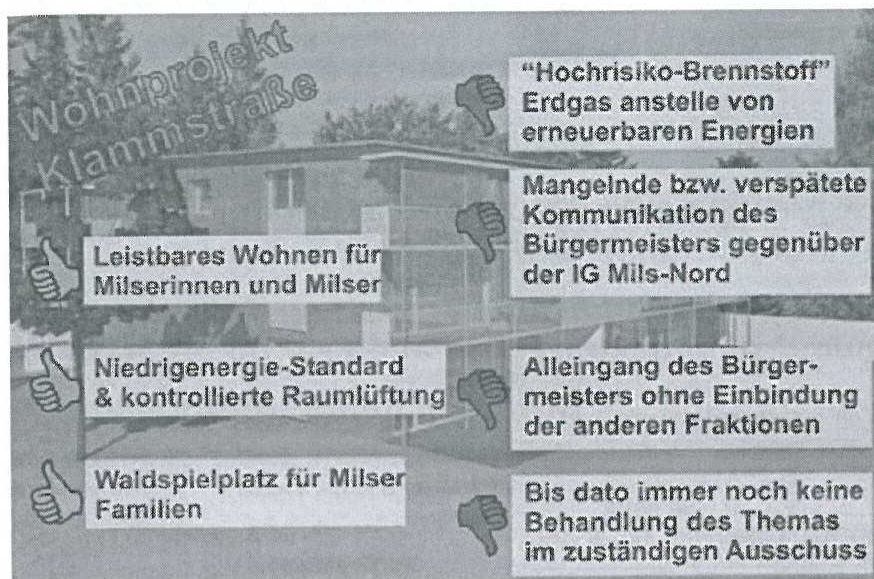 Wohnprojekt
Klammstraße
Leistbares Wohnen für
Milserinnen und Milser
Niedrigenergie-Standard
& kontrollierte Raumlüftung
Waldspielplatz für Milser
Familien
"Hochrisiko-Brennstoff"
Erdgas anstelle von
erneuerbaren Energien
Mangelnde bzw. verspätete
Kommunikation des
Bürgermeisters gegenüber
der IG Mils-Nord
Alleingang des Bürger-
meisters ohne Einbindung
der anderen Fraktionen
Bis dato immer noch keine
Behandlung des Themas
im zuständigen Ausschuss